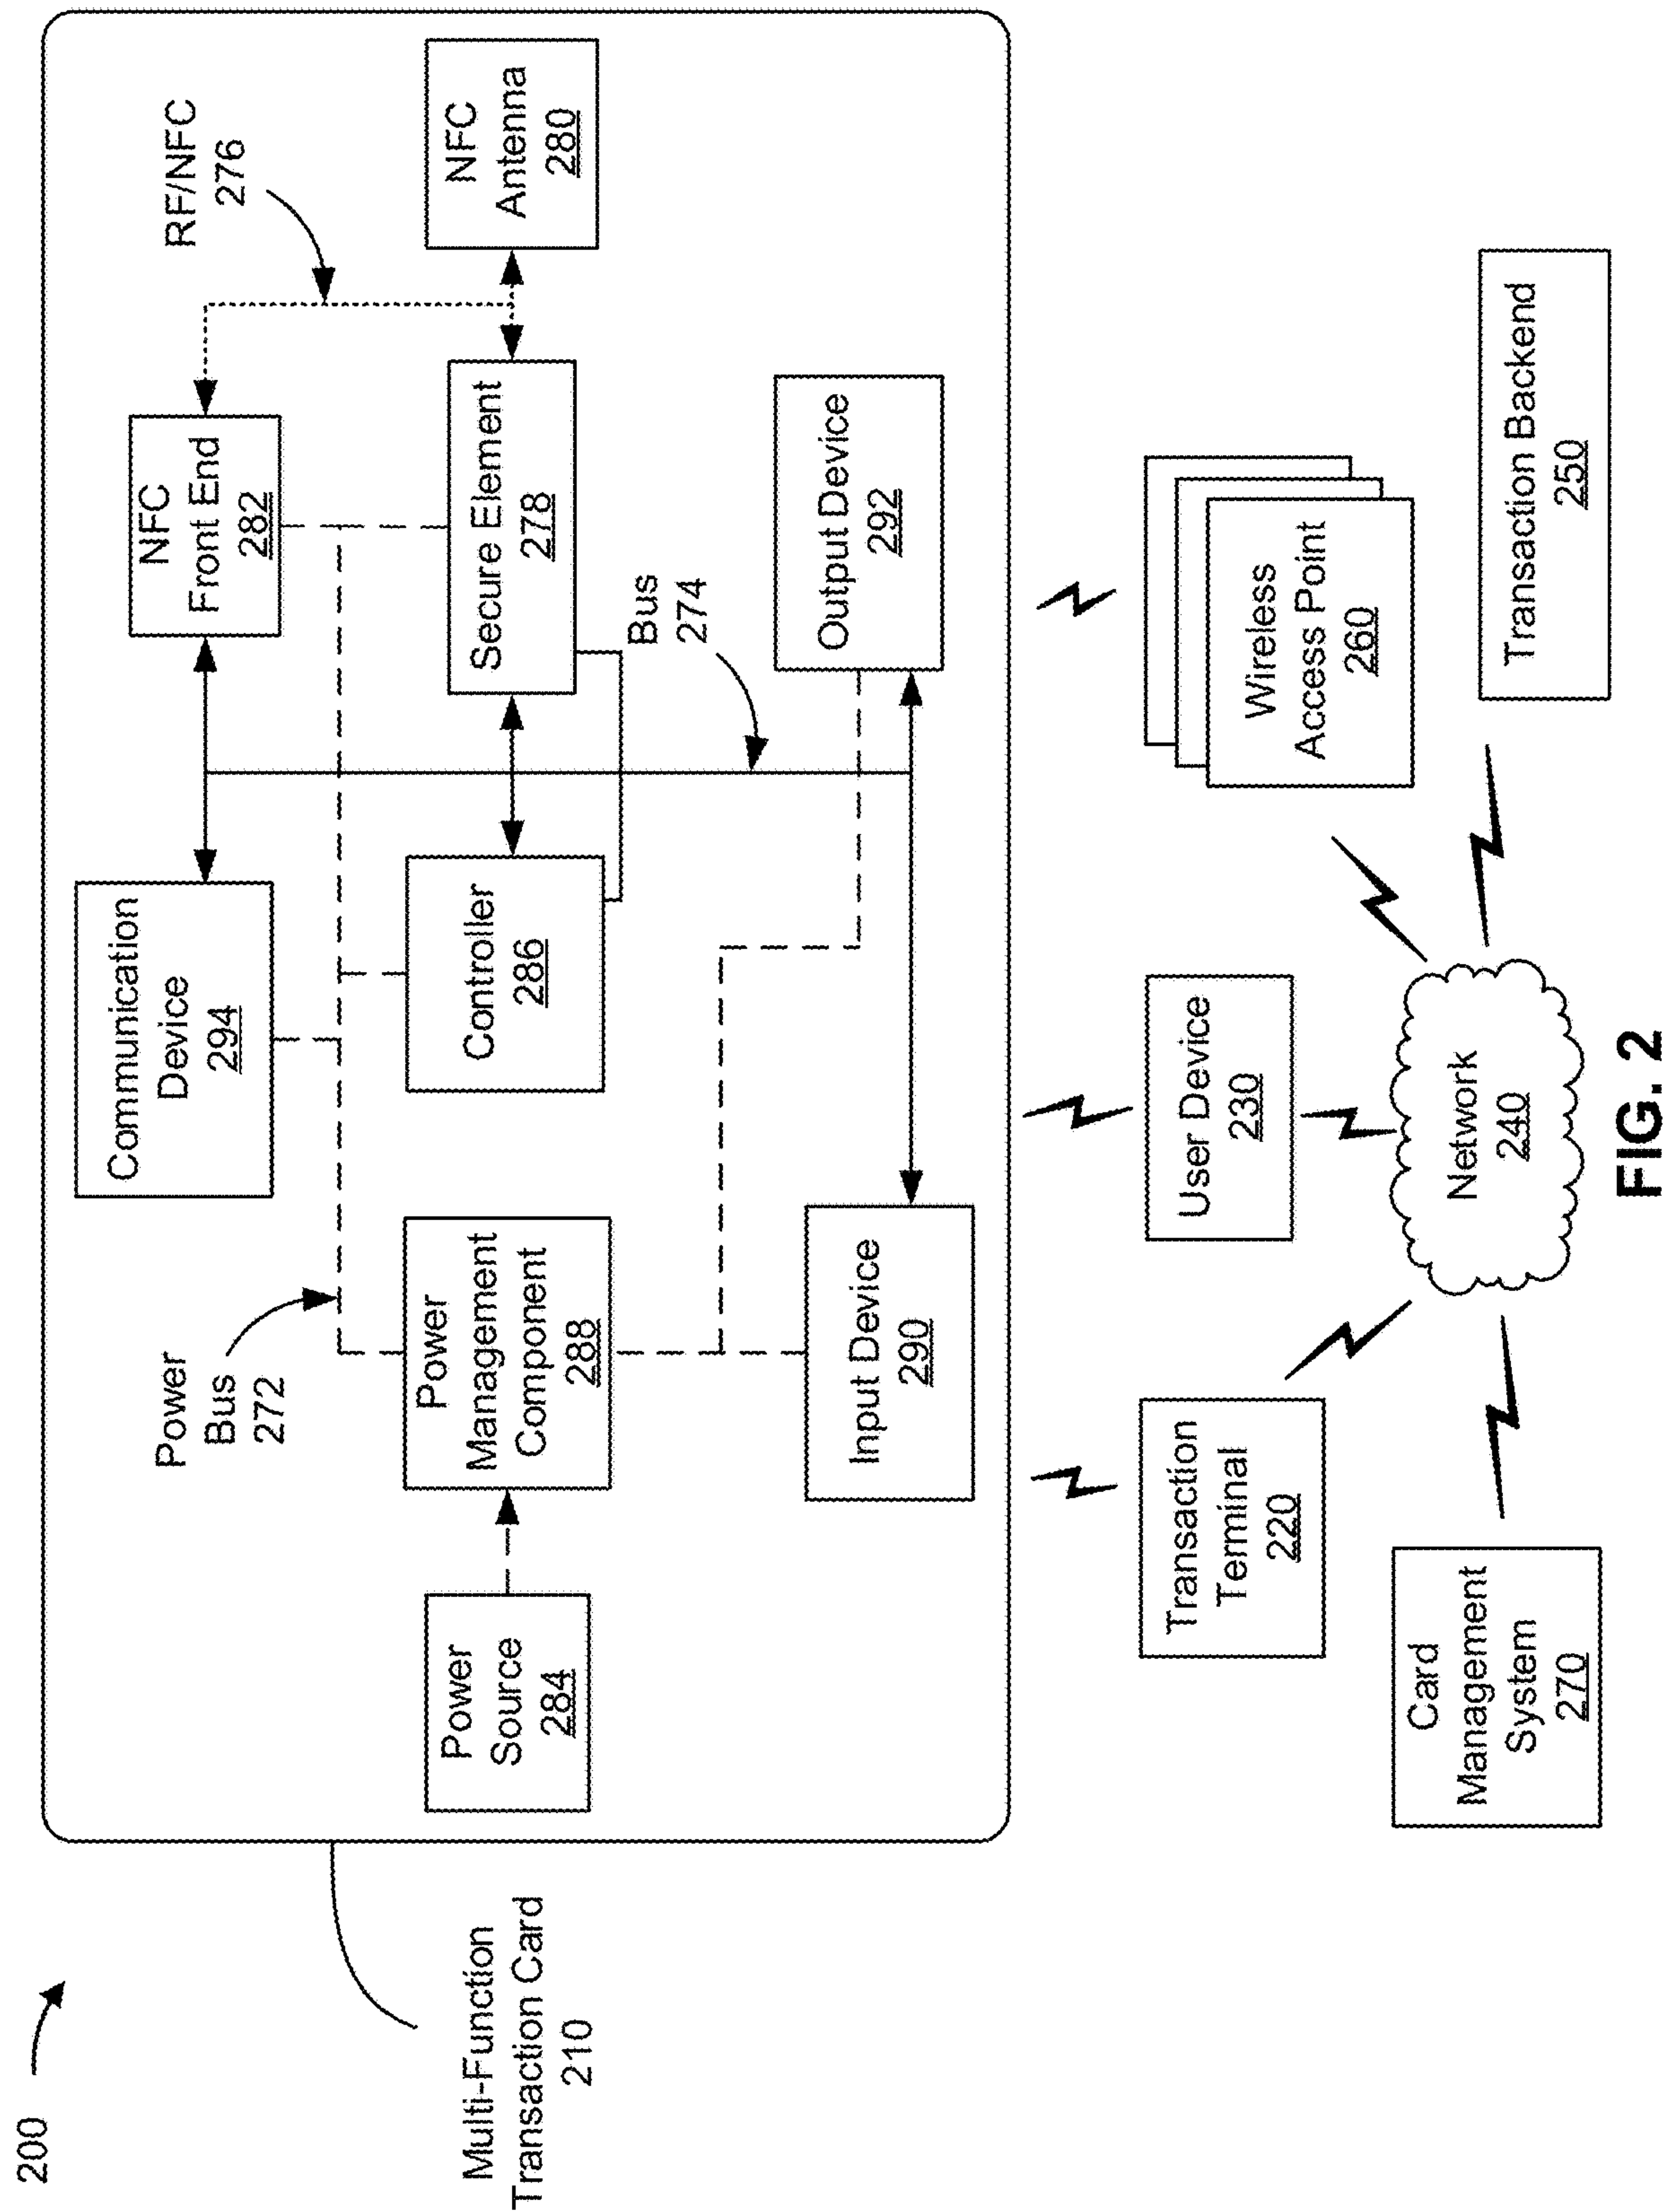 200
Multi-Function
Transaction Card
210
Power
Bus
272
Communication
Device
294
NFC
Front End
282
RF/NFC
276
Power
Source
284
Power
Management
Component
288
Controller
286
Secure Element
278
NFC
Antenna
280
Bus
274
Input Device
290
Output Device
292
Transaction
Terminal
220
User Device
230
Wireless
Access Point
260
Card
Management
System
270
Network
240
Transaction Backend
250
FIG. 2